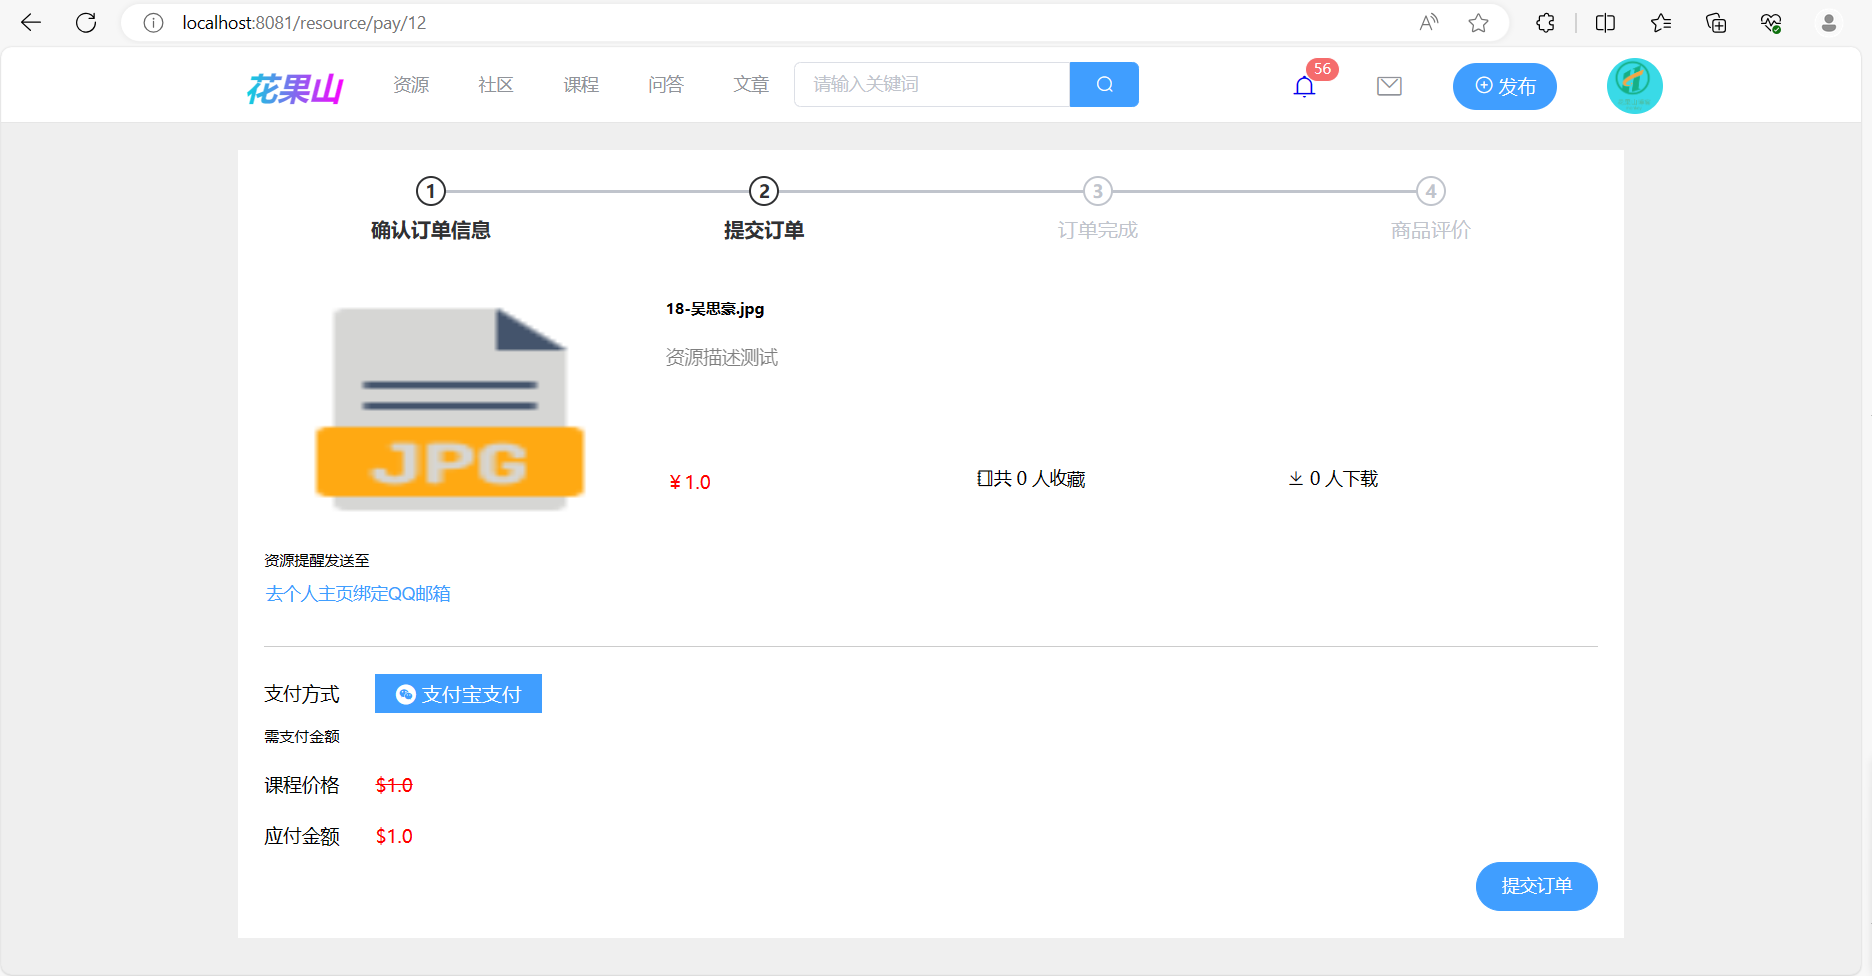 localhost:8081/resource/pay/12
花果山 资源 社区 课程 问答 文章 请输入关键词 56 发布
1 2 3 4
确认订单信息 提交订单 订单完成 商品评价
18-吴思豪.jpg
资源描述测试
JPG
¥ 1.0 共 0 人收藏 0 人下载
资源提醒发送至
去个人主页绑定QQ邮箱
支付方式 支付宝支付
需支付金额
课程价格 $1.0
应付金额 $1.0
提交订单